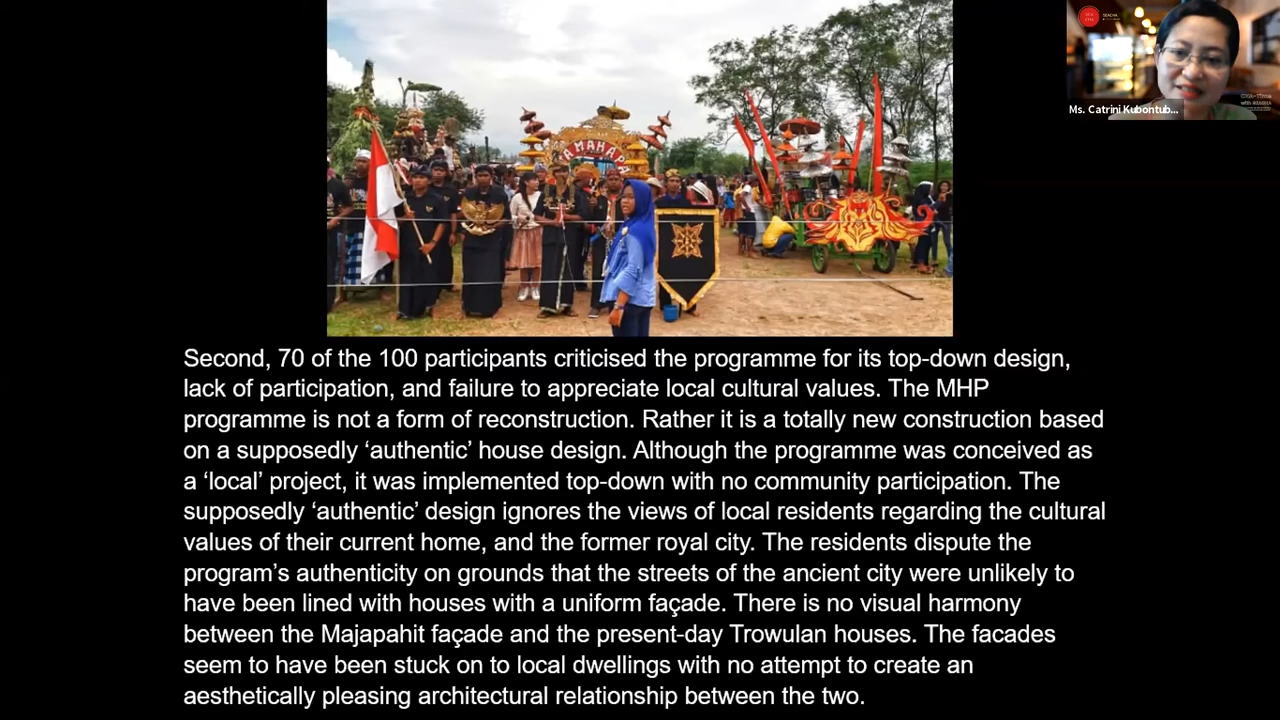 AMAHAPA
Ms. Catrini Kubontub...
Second, 70 of the 100 participants criticised the programme for its top-down design,
lack of participation, and failure to appreciate local cultural values. The MHP
programme is not a form of reconstruction. Rather it is a totally new construction based
on a supposedly ‘authentic’ house design. Although the programme was conceived as
a ‘local’ project, it was implemented top-down with no community participation. The
supposedly ‘authentic’ design ignores the views of local residents regarding the cultural
values of their current home, and the former royal city. The residents dispute the
program’s authenticity on grounds that the streets of the ancient city were unlikely to
have been lined with houses with a uniform façade. There is no visual harmony
between the Majapahit façade and the present-day Trowulan houses. The facades
seem to have been stuck on to local dwellings with no attempt to create an
aesthetically pleasing architectural relationship between the two.